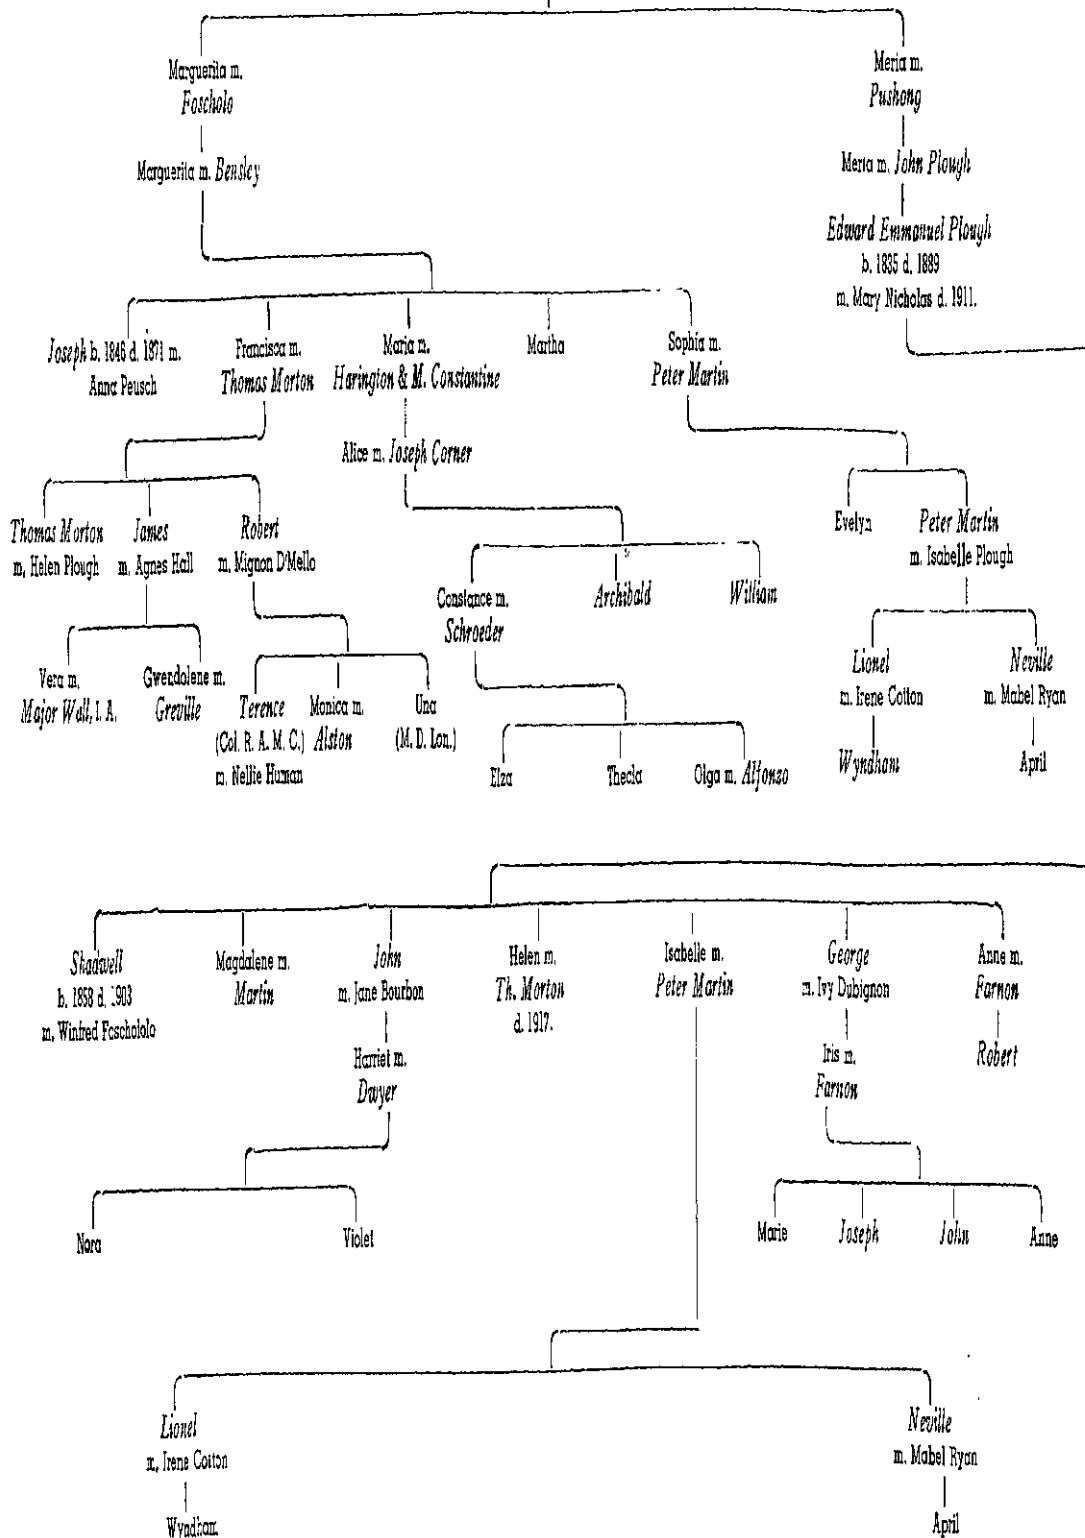 Marguerita m.
Foscholo
Meria m.
Pushong
Marguerita m. Bensley
Meria m. John Plough
Edward Emmanuel Plough
b. 1835 d. 1889
m. Mary Nicholas d. 1911.
Joseph b. 1846 d. 1871 m.
Anna Peusch
Francisca m.
Thomas Morton
Maria m.
Harington & M. Constantine
Martha
Sophia m.
Peter Martin
Alice m. Joseph Corner
Thomas Morton
m. Helen Plough
James
m. Agnes Hall
Robert
m. Mignon D'Mello
Evelyn
Peter Martin
m. Isabelle Plough
Constance m.
Schroeder
Archibald
William
Vera m.
Major Wall, I. A.
Gwendolene m.
Greville
Terence
(Col. R. A. M. C.)
m. Nellie Human
Monica m.
Alston
Una
(M. D. Lon.)
Elza
Thecla
Olga m. Alfonzo
Lionel
m. Irene Cotton
Wyndham
Neville
m. Mabel Ryan
April
Shadwell
b. 1858 d. 1903
m. Winfred Foschololo
Magdalene m.
Martin
John
m. Jane Bourbon
Helen m.
Th. Morton
d. 1917.
Isabelle m.
Peter Martin
George
m. Ivy Dubignon
Anne m.
Farnon
Harriet m.
Dwyer
Iris m.
Farnon
Robert
Nora
Violet
Marie
Joseph
John
Anne
Lionel
m. Irene Cotton
Wyndham
Neville
m. Mabel Ryan
April